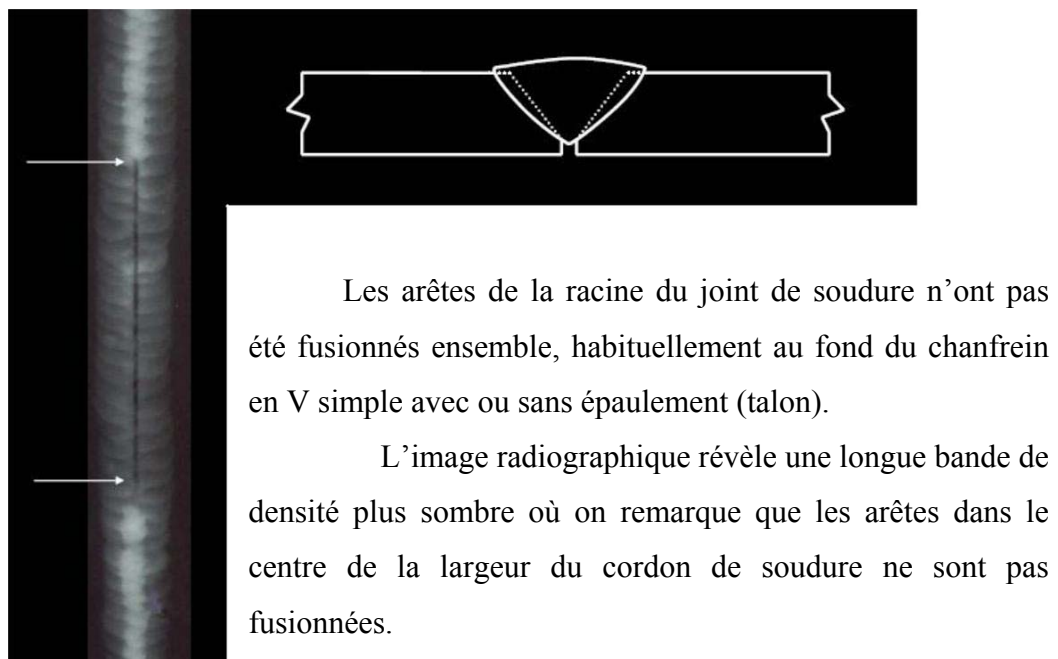 Les arêtes de la racine du joint de soudure n’ont pas
été fusionnés ensemble, habituellement au fond du chanfrein
en V simple avec ou sans épaulement (talon).
L’image radiographique révèle une longue bande de
densité plus sombre où on remarque que les arêtes dans le
centre de la largeur du cordon de soudure ne sont pas
fusionnées.